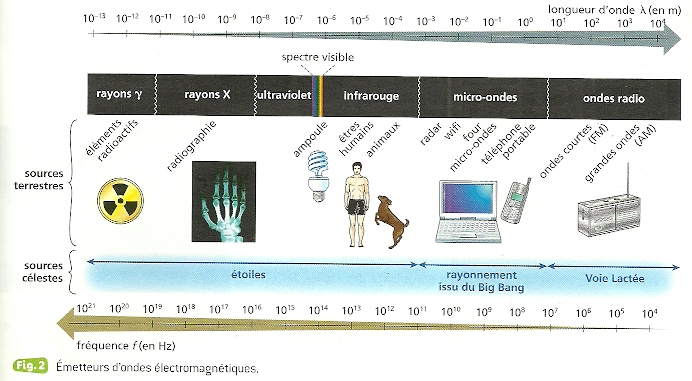 longueur d'onde λ (en m)
10⁻¹³ 10⁻¹² 10⁻¹¹ 10⁻¹⁰ 10⁻⁹ 10⁻⁸ 10⁻⁷ 10⁻⁶ 10⁻⁵ 10⁻⁴ 10⁻³ 10⁻² 10⁻¹ 10⁰ 10¹ 10² 10³ 10⁴
spectre visible
rayons γ rayons X ultraviolet infrarouge micro-ondes ondes radio
sources
terrestres
éléments
radioactifs
radiographie
ampoule
êtres
humains
animaux
radar
wifi
four
micro-ondes
téléphone
portable
ondes courtes
(FM)
grandes ondes
(AM)
sources
célestes
étoiles
rayonnement
issu du Big Bang
Voie Lactée
10²¹ 10²⁰ 10¹⁹ 10¹⁸ 10¹⁷ 10¹⁶ 10¹⁵ 10¹⁴ 10¹³ 10¹² 10¹¹ 10¹⁰ 10⁹ 10⁸ 10⁷ 10⁶ 10⁵ 10⁴
fréquence f (en Hz)
Fig.2 Émetteurs d'ondes électromagnétiques.